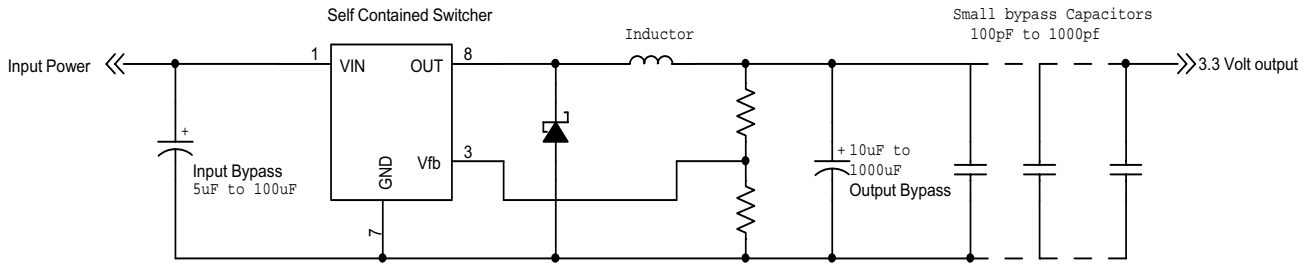 Self Contained Switcher
Small bypass Capacitors
100pF to 1000pf
Inductor
Input Power
1
VIN
OUT
8
3.3 Volt output
+
Input Bypass
5uF to 100uF
Vfb
3
GND
7
+ 10uF to
1000uF
Output Bypass